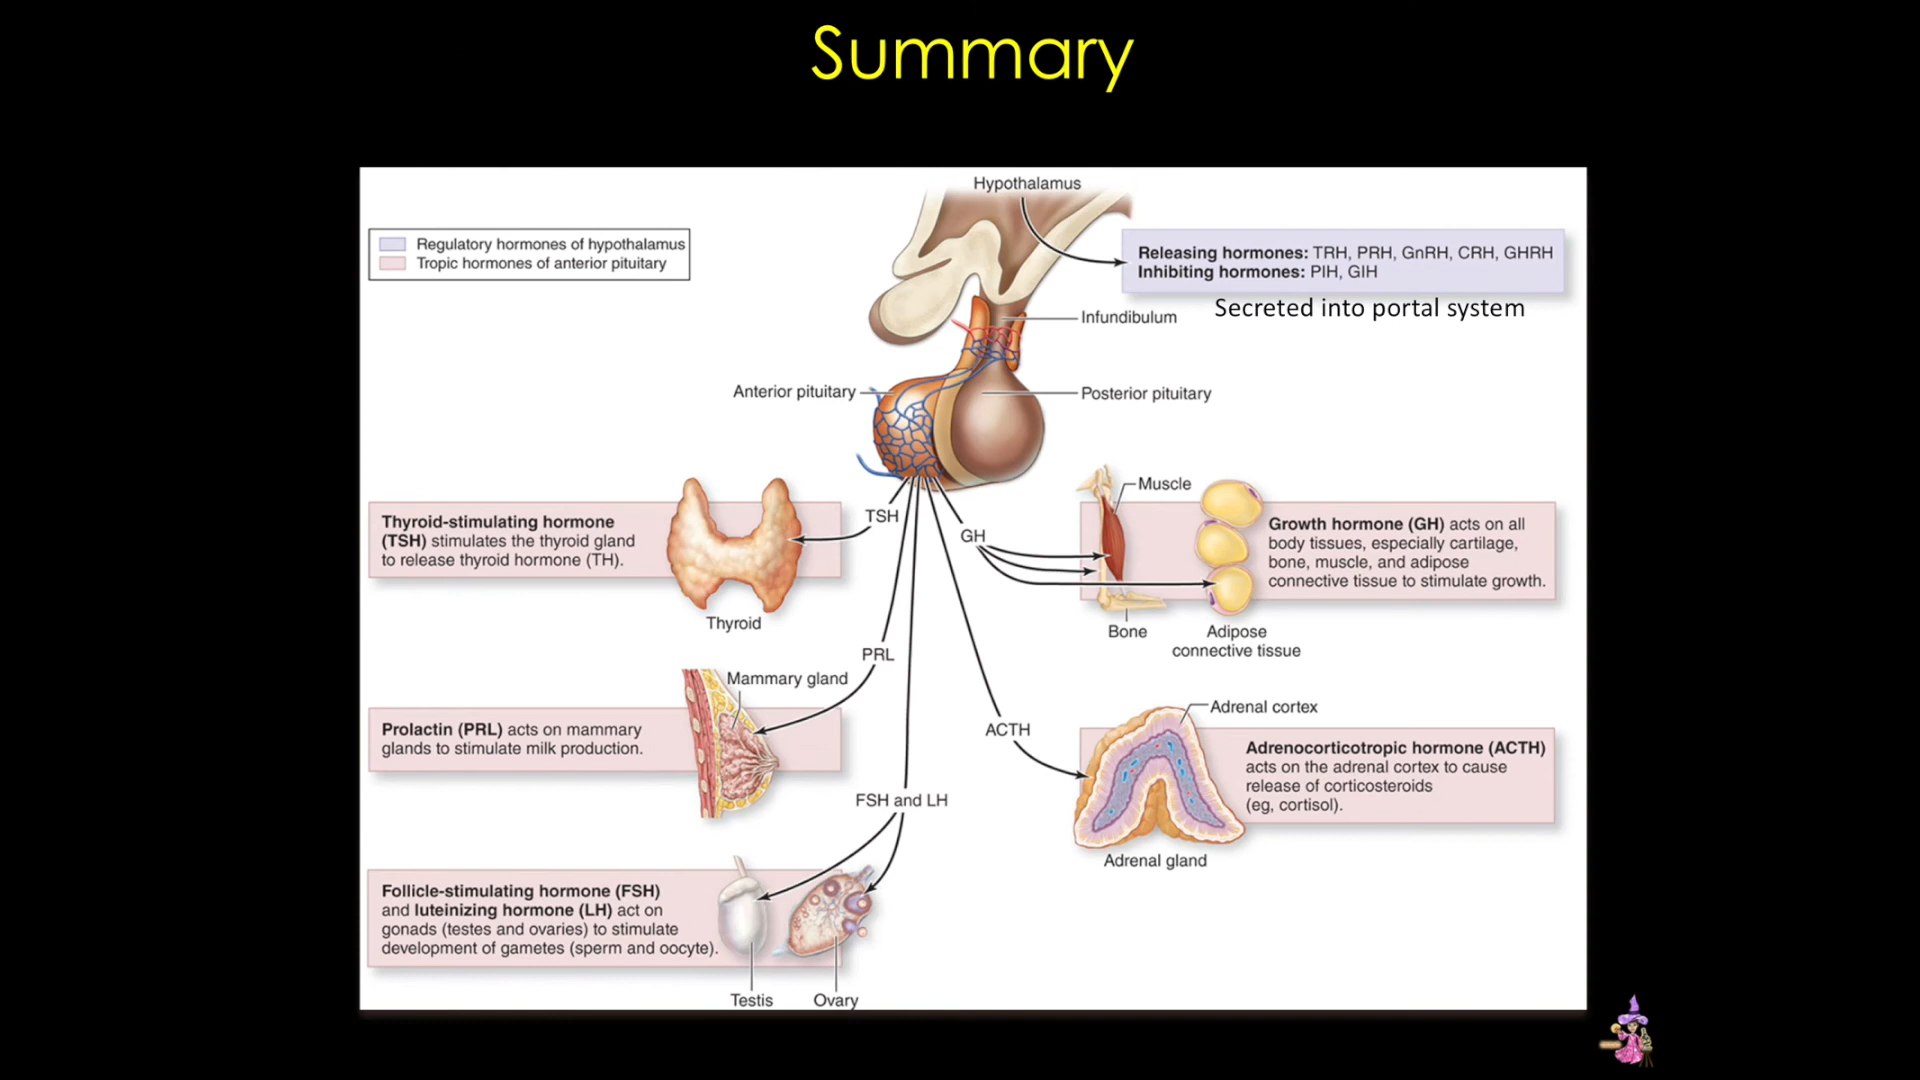 Summary
Hypothalamus
Regulatory hormones of hypothalamus
Tropic hormones of anterior pituitary
Releasing hormones: TRH, PRH, GnRH, CRH, GHRH
Inhibiting hormones: PIH, GIH
Secreted into portal system
Infundibulum
Anterior pituitary
Posterior pituitary
Thyroid-stimulating hormone
(TSH) stimulates the thyroid gland
to release thyroid hormone (TH).
Thyroid
TSH
GH
Muscle
Bone
Adipose
connective tissue
Growth hormone (GH) acts on all
body tissues, especially cartilage,
bone, muscle, and adipose
connective tissue to stimulate growth.
PRL
Mammary gland
Prolactin (PRL) acts on mammary
glands to stimulate milk production.
ACTH
Adrenal cortex
Adrenocorticotropic hormone (ACTH)
acts on the adrenal cortex to cause
release of corticosteroids
(eg, cortisol).
Adrenal gland
FSH and LH
Follicle-stimulating hormone (FSH)
and luteinizing hormone (LH) act on
gonads (testes and ovaries) to stimulate
development of gametes (sperm and oocyte).
Testis
Ovary